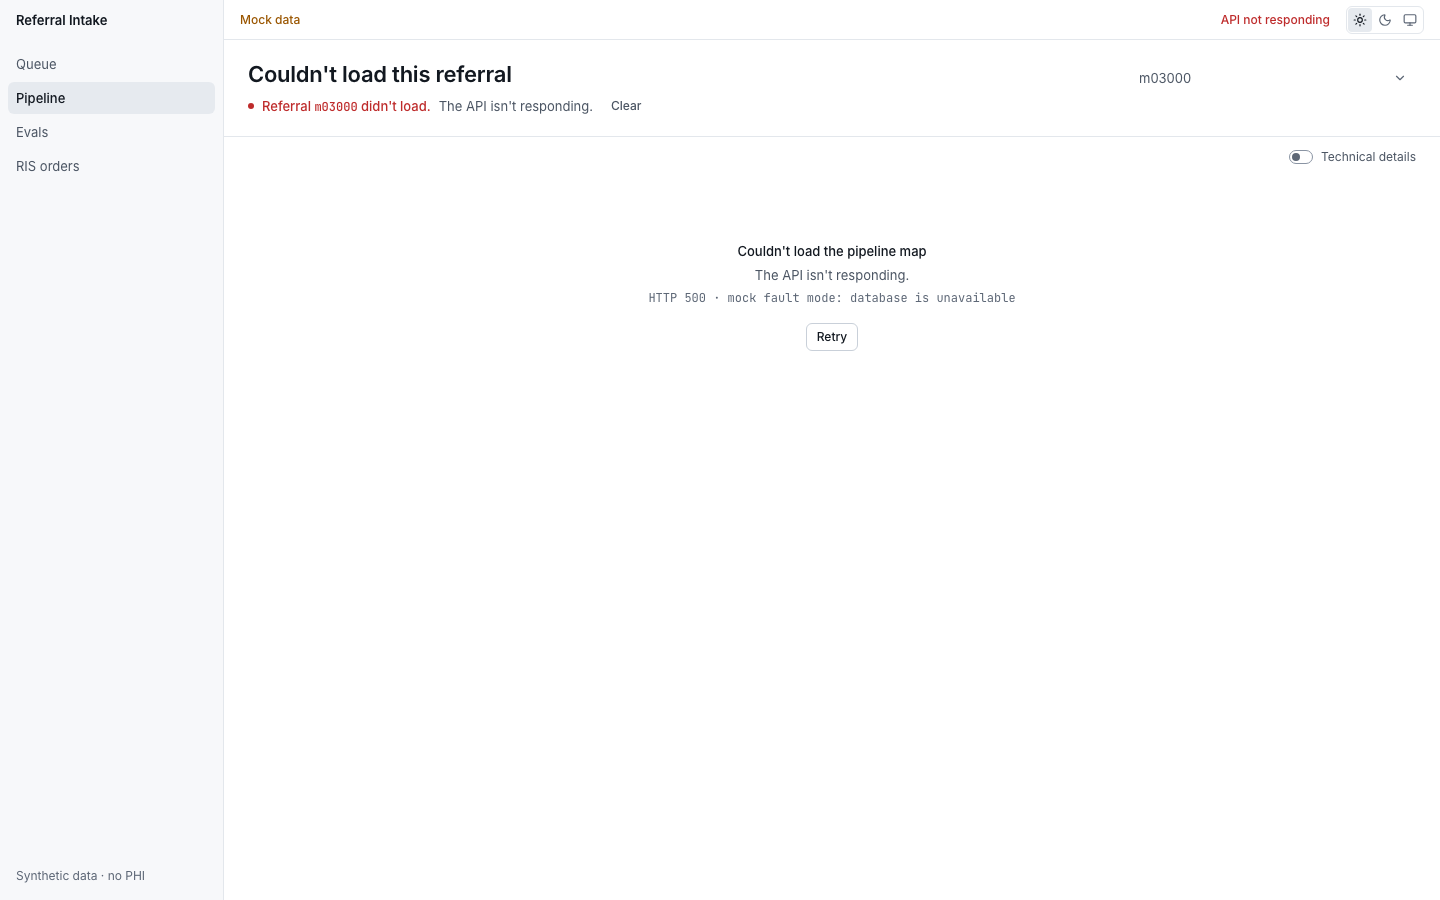 Referral Intake
Mock data
API not responding
Queue
Pipeline
Evals
RIS orders
Couldn't load this referral
m03000
Referral m03000 didn't load. The API isn't responding. Clear
Technical details
Couldn't load the pipeline map
The API isn't responding.
HTTP 500 · mock fault mode: database is unavailable
Retry
Synthetic data · no PHI